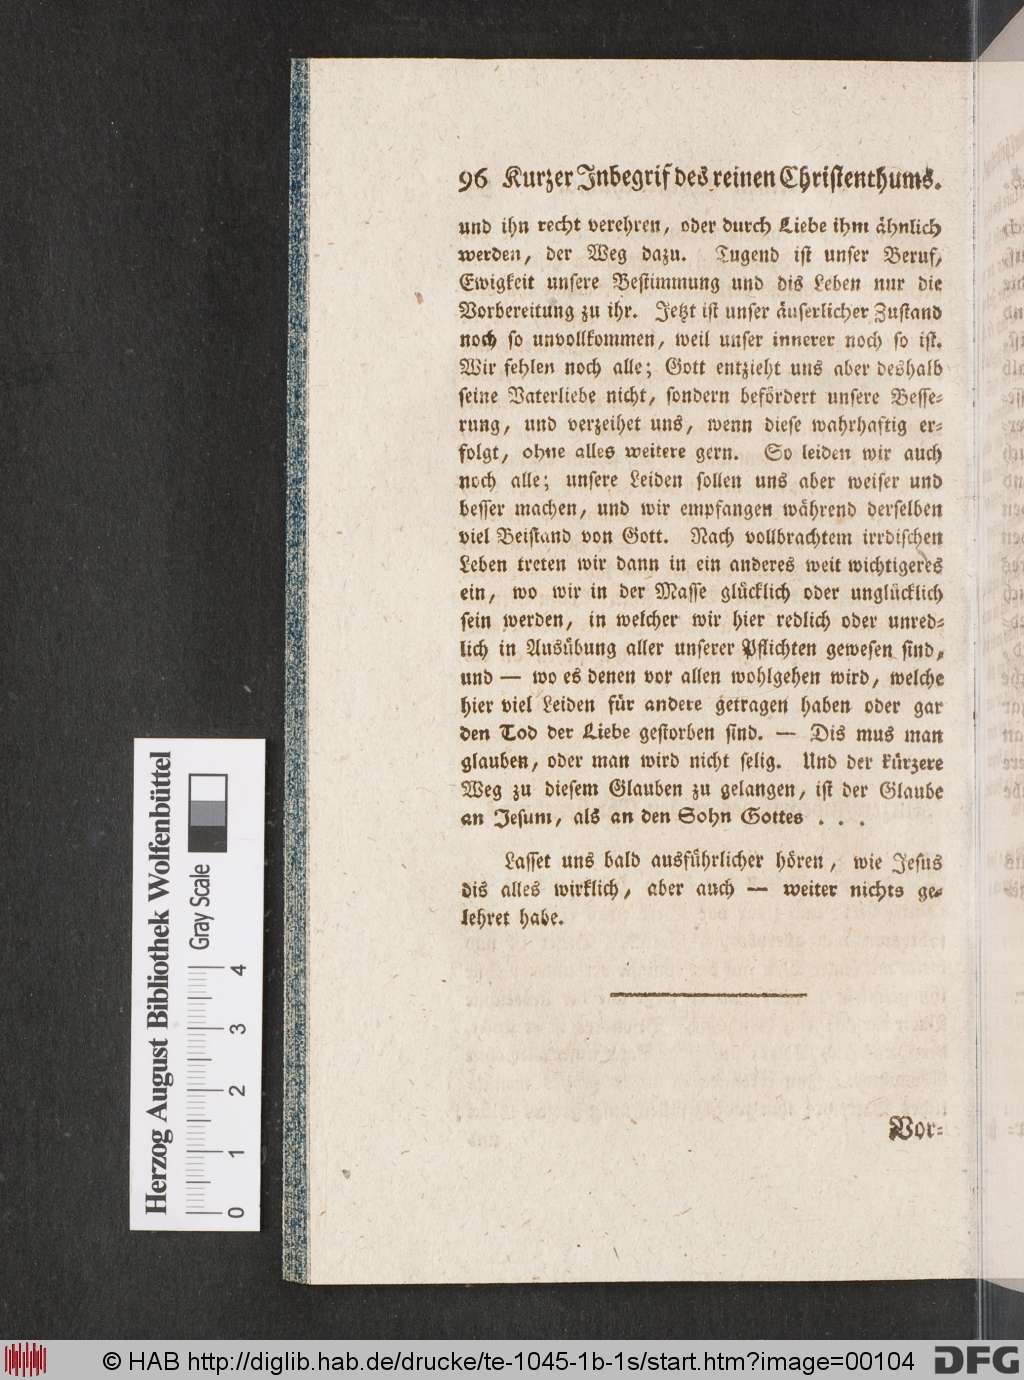 96 Kurzer Inbegrif des reinen Christenthums.
und ihn recht verehren, oder durch Liebe ihm ähnlich
werden, der Weg dazu. Tugend ist unser Beruf,
Ewigkeit unsere Bestimmung und dis Leben nur die
Vorbereitung zu ihr. Jetzt ist unser äuserlicher Zustand
noch so unvollkommen, weil unser innerer noch so ist.
Wir fehlen noch alle; Gott entzieht uns aber deshalb
seine Vaterliebe nicht, sondern befördert unsere Besse-
rung, und verzeihet uns, wenn diese wahrhaftig er-
folgt, ohne alles weitere gern. So leiden wir auch
noch alle; unsere Leiden sollen uns aber weiser und
besser machen, und wir empfangen während derselben
viel Beistand von Gott. Nach vollbrachtem irrdischen
Leben treten wir dann in ein anderes weit wichtigeres
ein, wo wir in der Masse glücklich oder unglücklich
sein werden, in welcher wir hier redlich oder unred-
lich in Ausübung aller unserer Pflichten gewesen sind,
und — wo es denen vor allen wohlgehen wird, welche
hier viel Leiden für andere getragen haben oder gar
den Tod der Liebe gestorben sind. — Dis mus man
glauben, oder man wird nicht selig. Und der kürzere
Weg zu diesem Glauben zu gelangen, ist der Glaube
an Jesum, als an den Sohn Gottes . . .
Lasset uns bald ausführlicher hören, wie Jesus
dis alles wirklich, aber auch — weiter nichts ge-
lehret habe.
Vor-
Herzog August Bibliothek Wolfenbüttel
Gray Scale
0 1 2 3 4
© HAB http://diglib.hab.de/drucke/te-1045-1b-1s/start.htm?image=00104
DFG